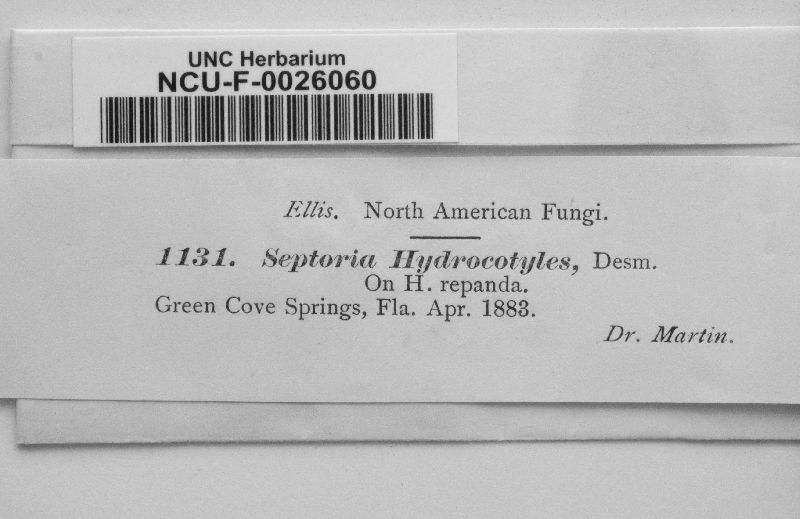 UNC Herbarium
NCU-F-0026060
Ellis. North American Fungi.
1131. Septoria Hydrocotyles, Desm.
On H. repanda.
Green Cove Springs, Fla. Apr. 1883.
Dr. Martin.